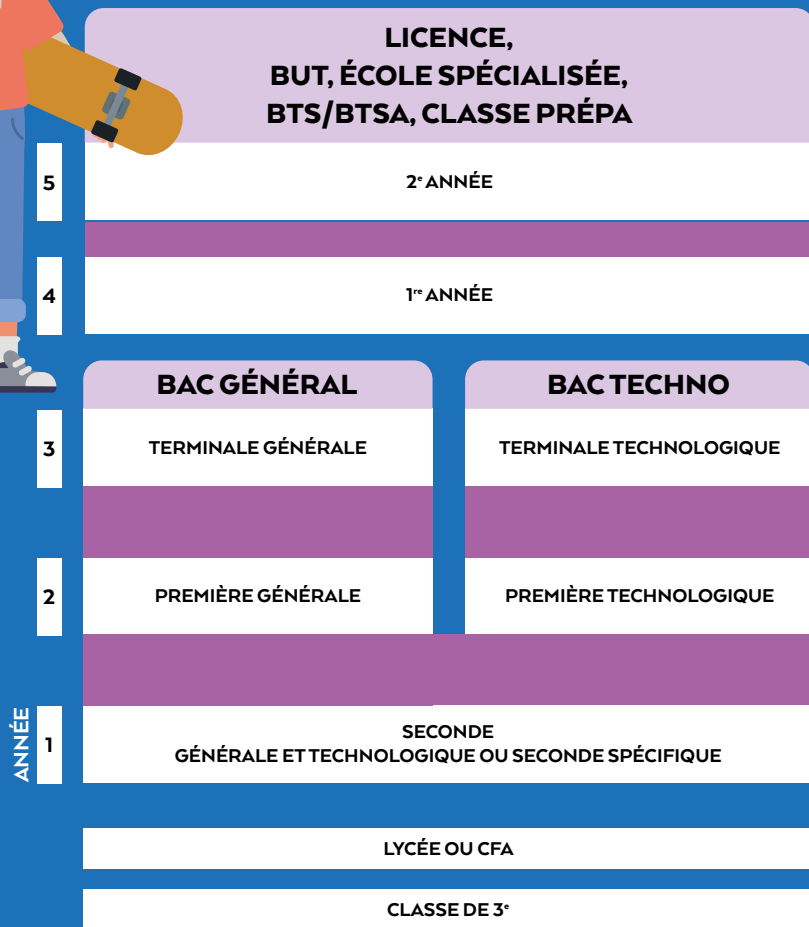 LICENCE,
BUT, ÉCOLE SPÉCIALISÉE,
BTS/BTSA, CLASSE PRÉPA
5
2e ANNÉE
4
1re ANNÉE
BAC GÉNÉRAL
BAC TECHNO
3
TERMINALE GÉNÉRALE
TERMINALE TECHNOLOGIQUE
2
PREMIÈRE GÉNÉRALE
PREMIÈRE TECHNOLOGIQUE
ANNÉE
1
SECONDE
GÉNÉRALE ET TECHNOLOGIQUE OU SECONDE SPÉCIFIQUE
LYCÉE OU CFA
CLASSE DE 3e